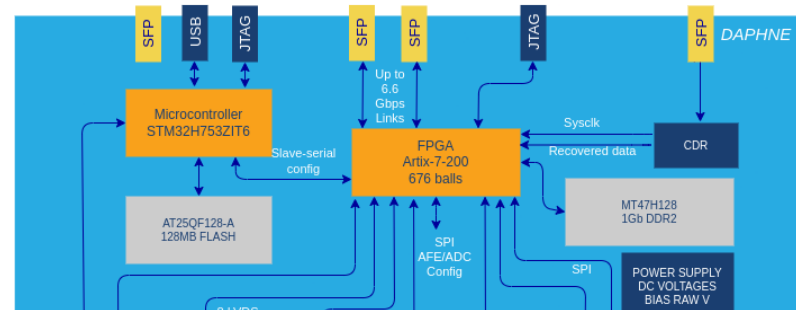 SFP
USB
JTAG
SFP
SFP
JTAG
SFP
DAPHNE
Up to
6.6
Gbps
Links
Microcontroller
STM32H753ZIT6
Slave-serial
config
FPGA
Artix-7-200
676 balls
Sysclk
Recovered data
CDR
AT25QF128-A
128MB FLASH
MT47H128
1Gb DDR2
SPI
AFE/ADC
Config
SPI
POWER SUPPLY
DC VOLTAGES
BIAS RAW V